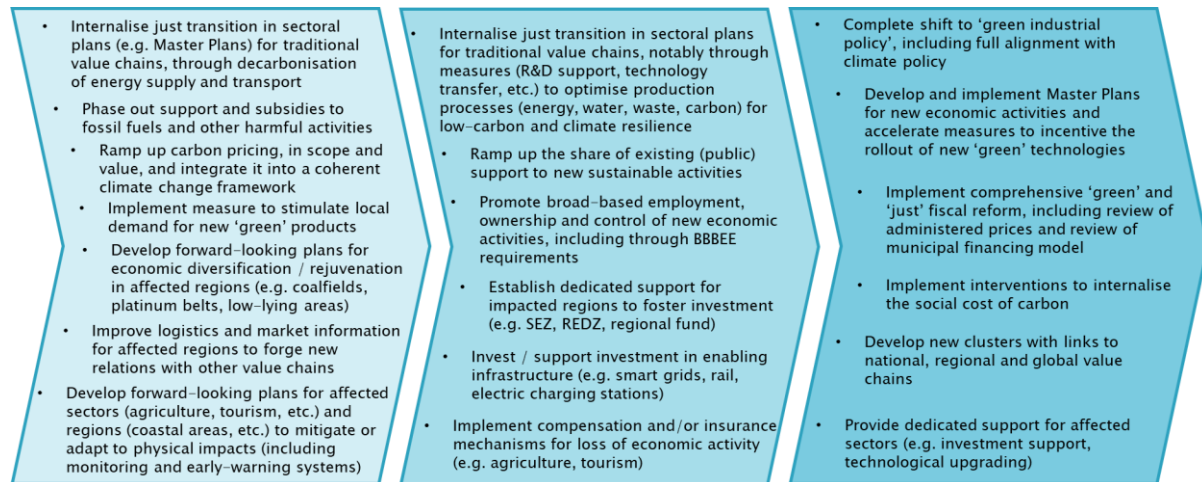 • Internalise just transition in sectoral
plans (e.g. Master Plans) for traditional
value chains, through decarbonisation
of energy supply and transport
• Phase out support and subsidies to
fossil fuels and other harmful activities
• Ramp up carbon pricing, in scope and
value, and integrate it into a coherent
climate change framework
• Implement measure to stimulate local
demand for new ‘green’ products
• Develop forward-looking plans for
economic diversification / rejuvenation
in affected regions (e.g. coalfields,
platinum belts, low-lying areas)
• Improve logistics and market information
for affected regions to forge new
relations with other value chains
• Develop forward-looking plans for affected
sectors (agriculture, tourism, etc.) and
regions (coastal areas, etc.) to mitigate or
adapt to physical impacts (including
monitoring and early-warning systems)
• Internalise just transition in sectoral plans
for traditional value chains, notably through
measures (R&D support, technology
transfer, etc.) to optimise production
processes (energy, water, waste, carbon) for
low-carbon and climate resilience
• Ramp up the share of existing (public)
support to new sustainable activities
• Promote broad-based employment,
ownership and control of new economic
activities, including through BBBEE
requirements
• Establish dedicated support for
impacted regions to foster investment
(e.g. SEZ, REDZ, regional fund)
• Invest / support investment in enabling
infrastructure (e.g. smart grids, rail,
electric charging stations)
• Implement compensation and/or insurance
mechanisms for loss of economic activity
(e.g. agriculture, tourism)
• Complete shift to ‘green industrial
policy’, including full alignment with
climate policy
• Develop and implement Master Plans
for new economic activities and
accelerate measures to incentive the
rollout of new ‘green’ technologies
• Implement comprehensive ‘green’ and
‘just’ fiscal reform, including review of
administered prices and review of
municipal financing model
• Implement interventions to internalise
the social cost of carbon
• Develop new clusters with links to
national, regional and global value
chains
• Provide dedicated support for affected
sectors (e.g. investment support,
technological upgrading)